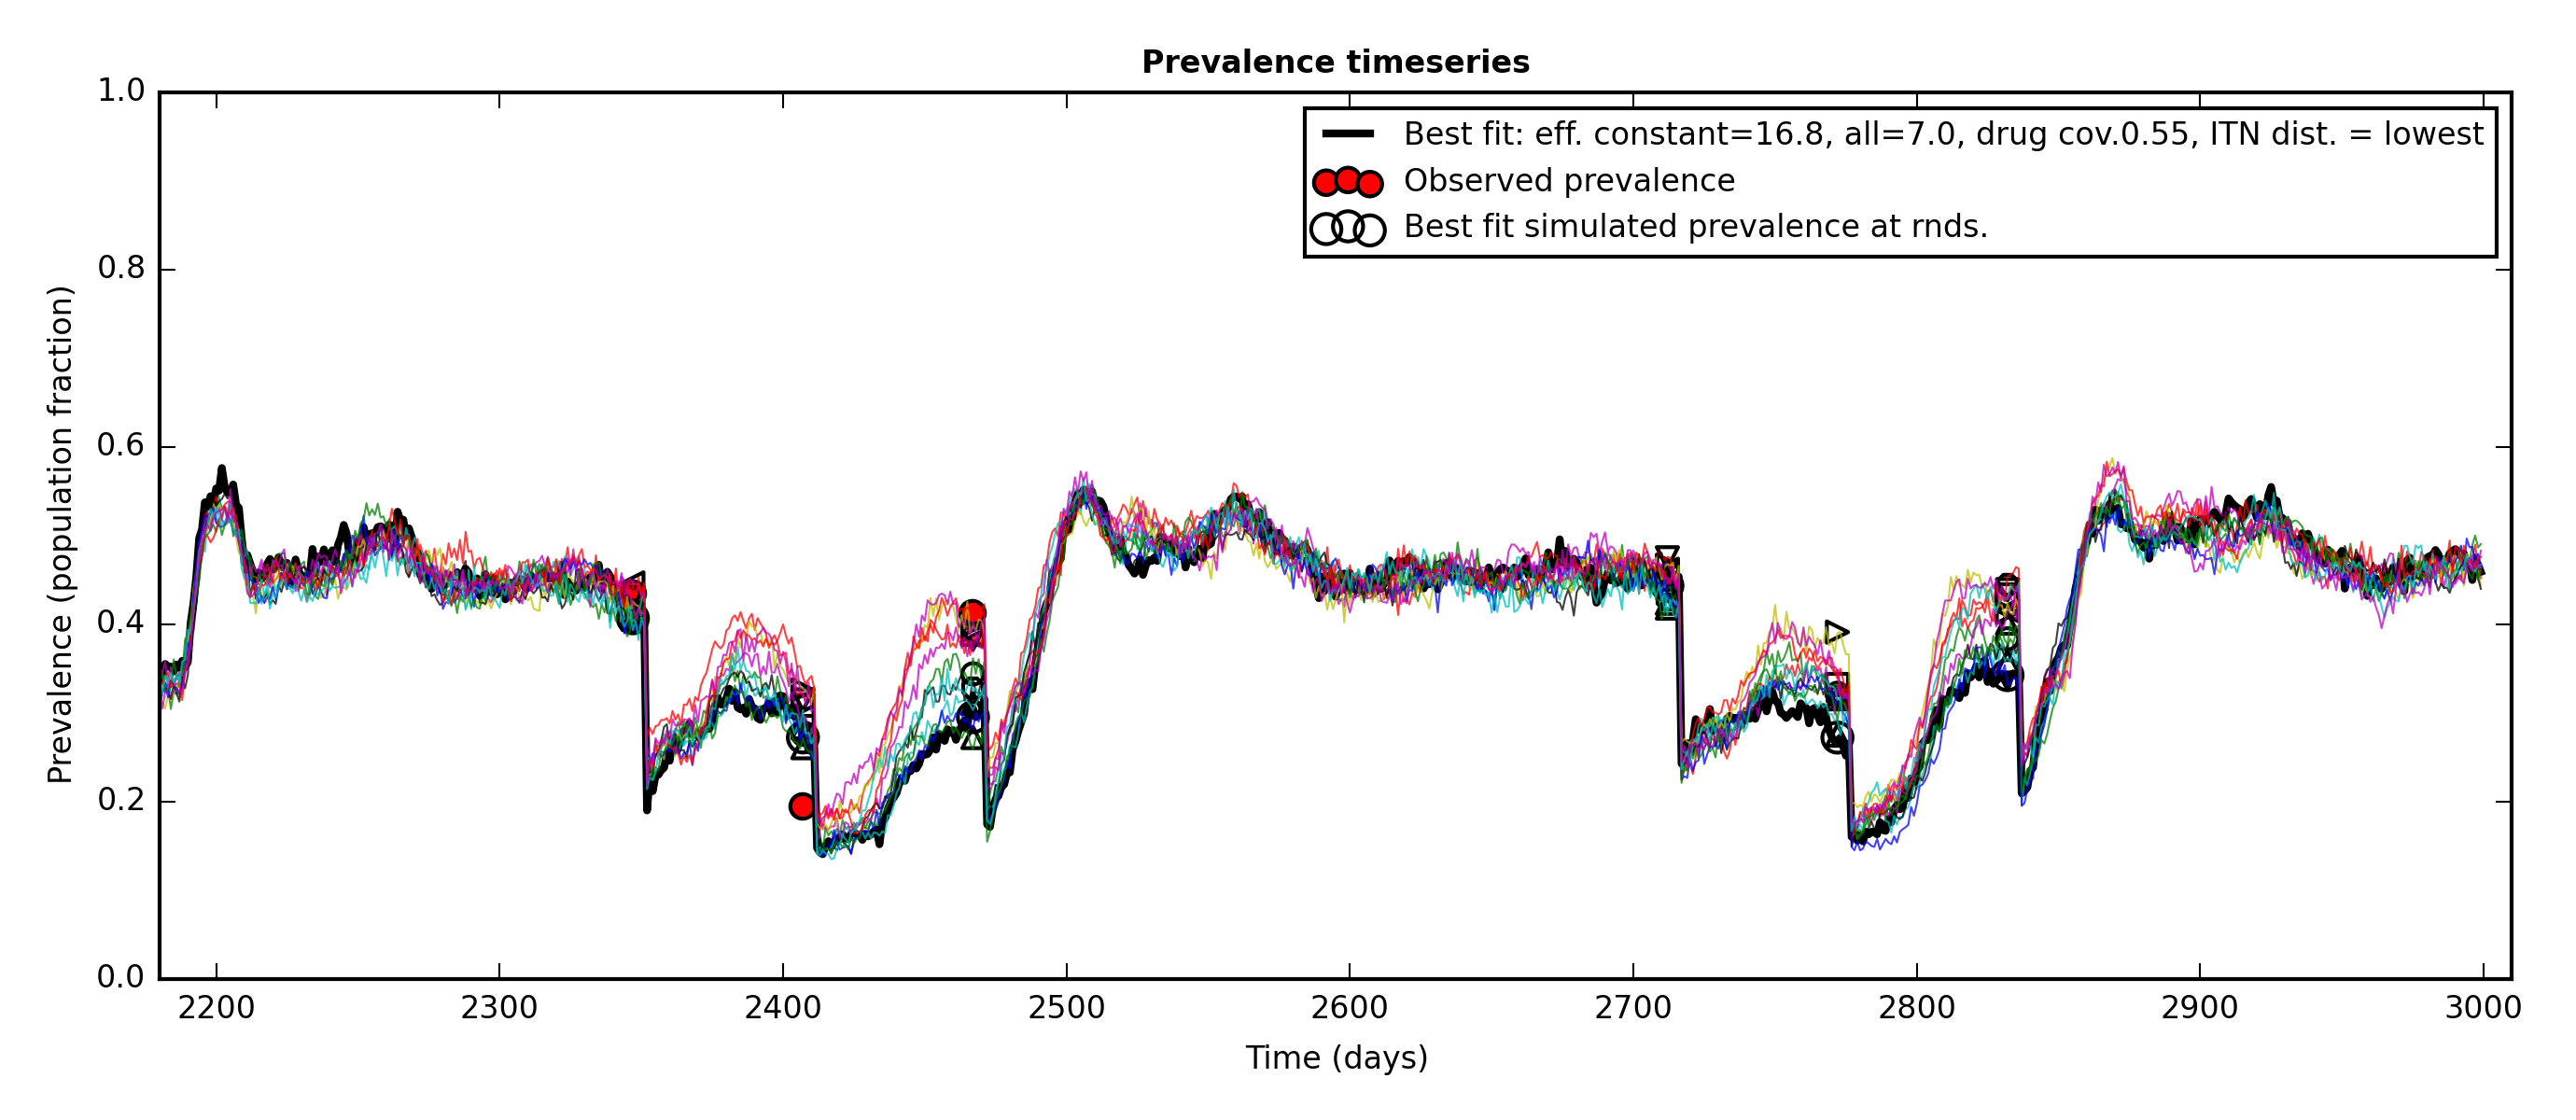 Prevalence timeseries
1.0
0.8
0.6
0.4
0.2
0.0
Prevalence (population fraction)
Best fit: eff. constant=16.8, all=7.0, drug cov.0.55, ITN dist. = lowest
Observed prevalence
Best fit simulated prevalence at rnds.
2200 2300 2400 2500 2600 2700 2800 2900 3000
Time (days)